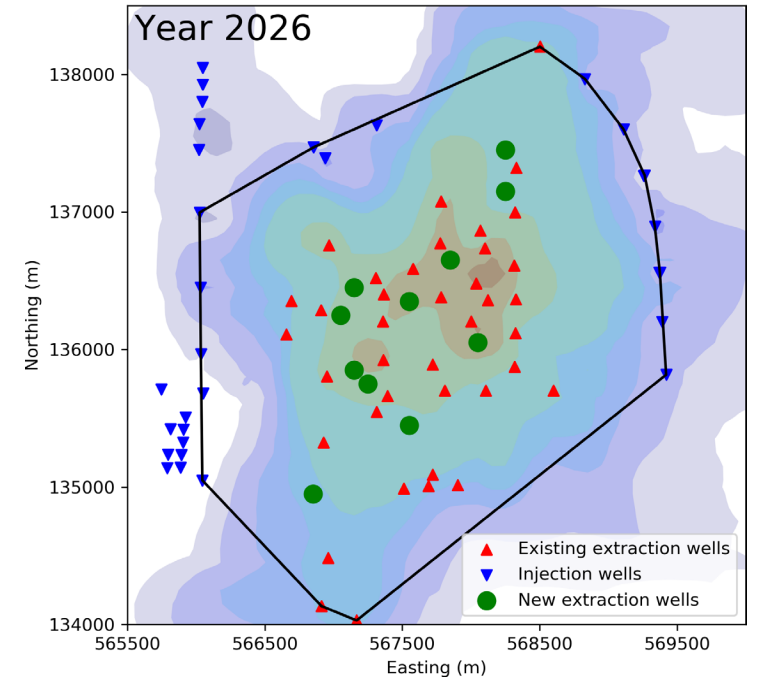 Year 2026
138000
137000
136000
135000
134000
Northing (m)
565500 566500 567500 568500 569500
Easting (m)
Existing extraction wells
Injection wells
New extraction wells